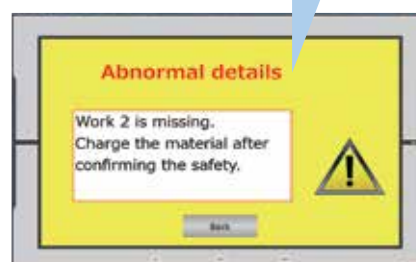 Abnormal details
Work 2 is missing.
Charge the material after
confirming the safety.
Back